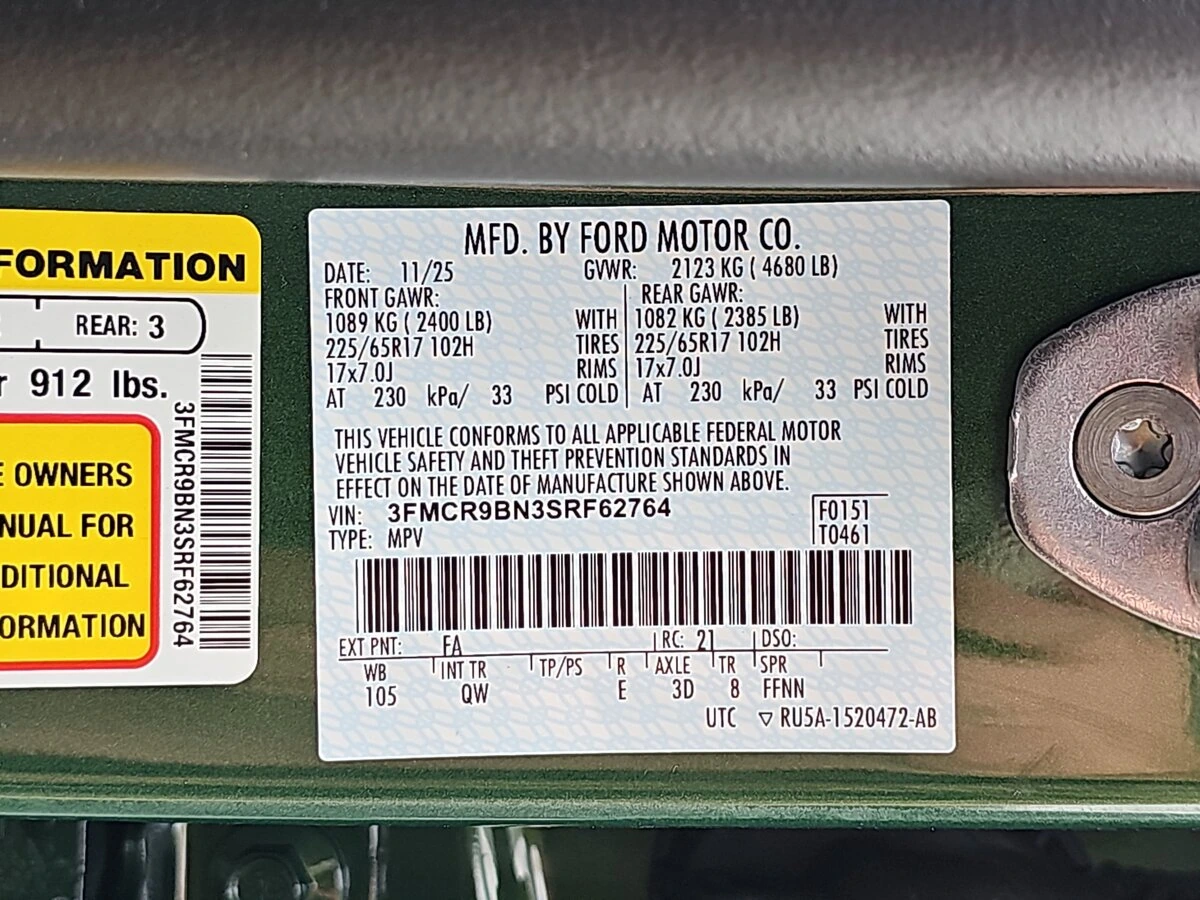 FORMATION
REAR: 3
912 lbs.
OWNERS
NUAL FOR
DITIONAL
ORMATION
3FMCR9BN3SRF62764
MFD. BY FORD MOTOR CO.
DATE: 11/25 GVWR: 2123 KG ( 4680 LB)
FRONT GAWR: REAR GAWR:
1089 KG ( 2400 LB) WITH 1082 KG ( 2385 LB) WITH
225/65R17 102H TIRES 225/65R17 102H TIRES
17x7.0J RIMS 17x7.0J RIMS
AT 230 kPa/ 33 PSI COLD AT 230 kPa/ 33 PSI COLD
THIS VEHICLE CONFORMS TO ALL APPLICABLE FEDERAL MOTOR
VEHICLE SAFETY AND THEFT PREVENTION STANDARDS IN
EFFECT ON THE DATE OF MANUFACTURE SHOWN ABOVE.
VIN: 3FMCR9BN3SRF62764 F0151
TYPE: MPV T0461
EXT PNT: FA RC: 21 DSO:
WB INT TR TP/PS R AXLE TR SPR
105 QW E 3D 8 FFNN
UTC ▽ RU5A-1520472-AB